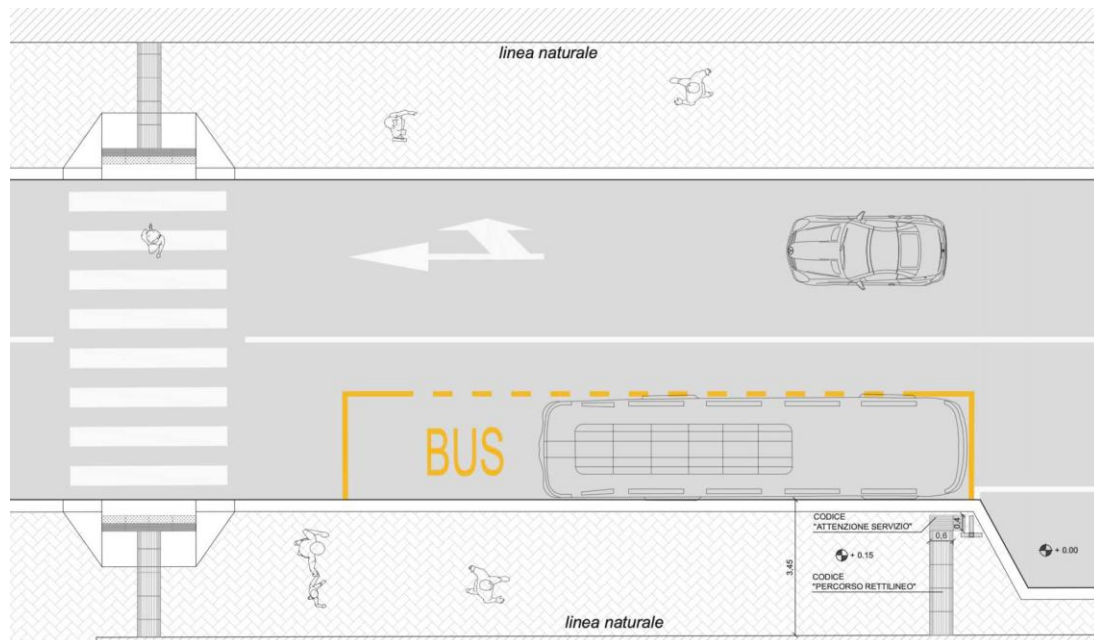 linea naturale
BUS
CODICE
"ATTENZIONE SERVIZIO"
0,4
0,6
+ 0.15
+ 0.00
3,45
CODICE
"PERCORSO RETTILINEO"
linea naturale